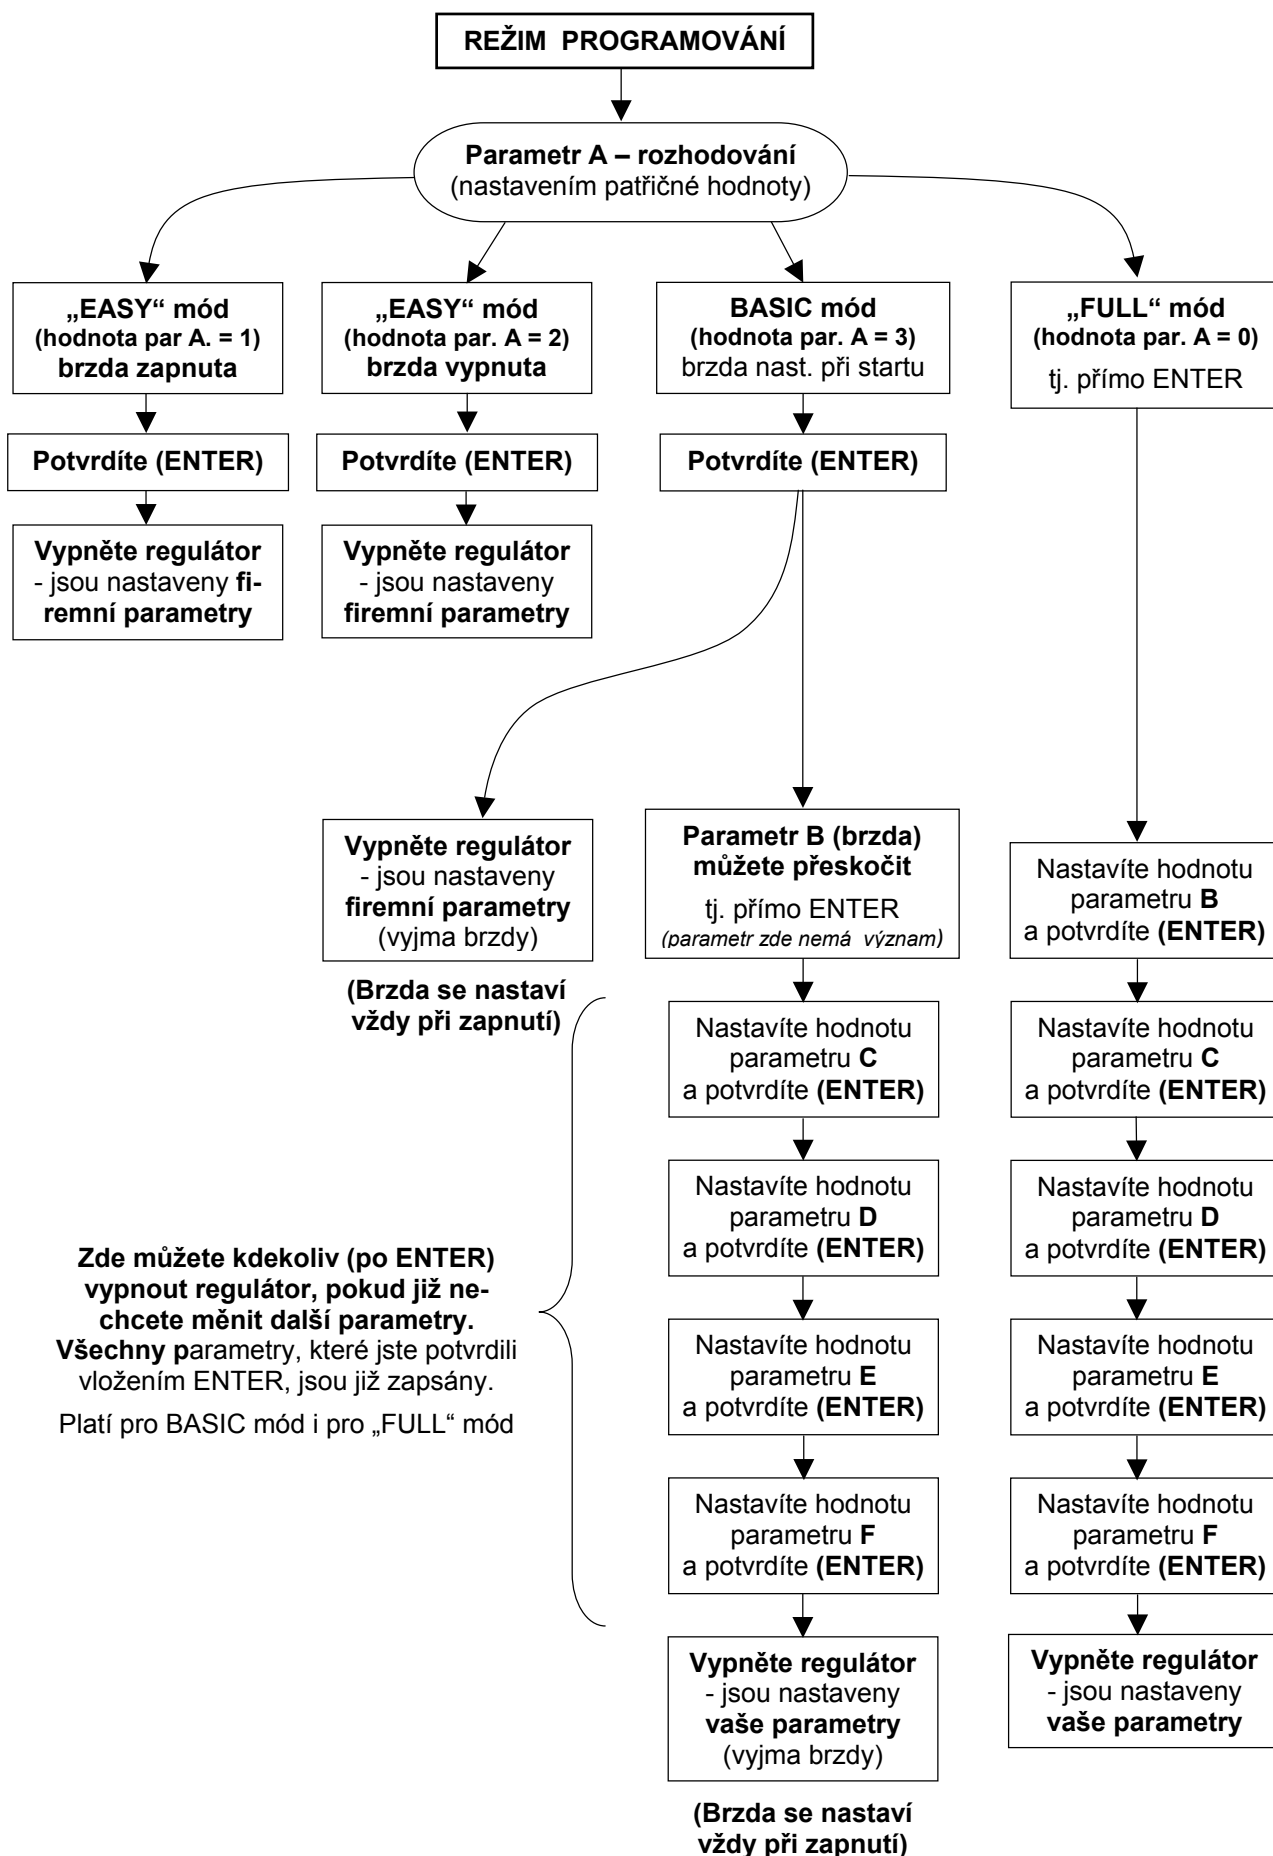 REŽIM  PROGRAMOVÁNÍ
Parametr A – rozhodování
(nastavením patřičné hodnoty)
„EASY“ mód
(hodnota par A. = 1)
brzda zapnuta
„EASY“ mód
(hodnota par. A = 2)
brzda vypnuta
BASIC mód
(hodnota par. A = 3)
brzda nast. při startu
„FULL“ mód
(hodnota par. A = 0)
tj. přímo ENTER
Potvrdíte (ENTER)
Potvrdíte (ENTER)
Potvrdíte (ENTER)
Vypněte regulátor
- jsou nastaveny fi-
remní parametry
Vypněte regulátor
- jsou nastaveny
firemní parametry
Vypněte regulátor
- jsou nastaveny
firemní parametry
(vyjma brzdy)
(Brzda se nastaví
vždy při zapnutí)
Parametr B (brzda)
můžete přeskočit
tj. přímo ENTER
(parametr zde nemá  význam)
Nastavíte hodnotu
parametru B
a potvrdíte (ENTER)
Nastavíte hodnotu
parametru C
a potvrdíte (ENTER)
Nastavíte hodnotu
parametru C
a potvrdíte (ENTER)
Nastavíte hodnotu
parametru D
a potvrdíte (ENTER)
Nastavíte hodnotu
parametru D
a potvrdíte (ENTER)
Zde můžete kdekoliv (po ENTER)
vypnout regulátor, pokud již ne-
chcete měnit další parametry.
Všechny parametry, které jste potvrdili
vložením ENTER, jsou již zapsány.
Platí pro BASIC mód i pro „FULL“ mód
Nastavíte hodnotu
parametru E
a potvrdíte (ENTER)
Nastavíte hodnotu
parametru E
a potvrdíte (ENTER)
Nastavíte hodnotu
parametru F
a potvrdíte (ENTER)
Nastavíte hodnotu
parametru F
a potvrdíte (ENTER)
Vypněte regulátor
- jsou nastaveny
vaše parametry
(vyjma brzdy)
Vypněte regulátor
- jsou nastaveny
vaše parametry
(Brzda se nastaví
vždy při zapnutí)